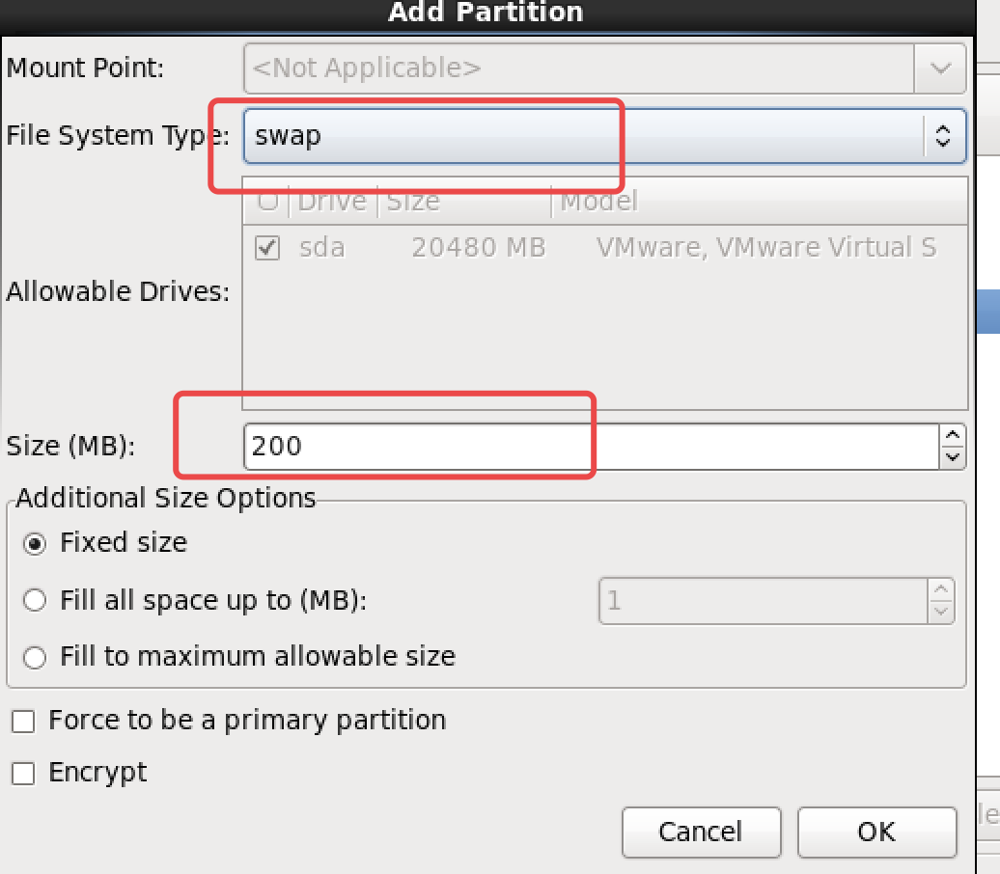 Add Partition
Mount Point: <Not Applicable>
File System Type: swap
O Drive Size Model
sda 20480 MB VMware, VMware Virtual S
Allowable Drives:
Size (MB): 200
Additional Size Options
Fixed size
Fill all space up to (MB): 1
Fill to maximum allowable size
Force to be a primary partition
Encrypt
le
Cancel OK